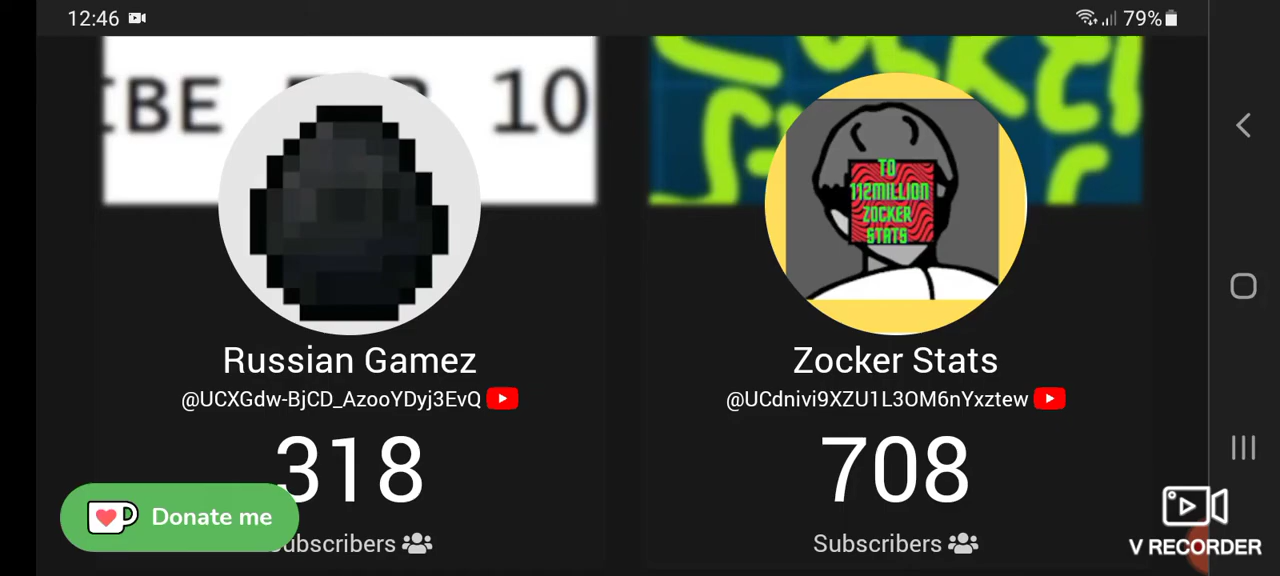 12:46
79%
IBE
10
TO
112MILLION
ZOCKER
STATS
Russian Gamez
Zocker Stats
@UCXGdw-BjCD_AzooYDyj3EvQ
@UCdnivi9XZU1L3OM6nYxztew
318
708
Donate me
Subscribers
Subscribers
V RECORDER